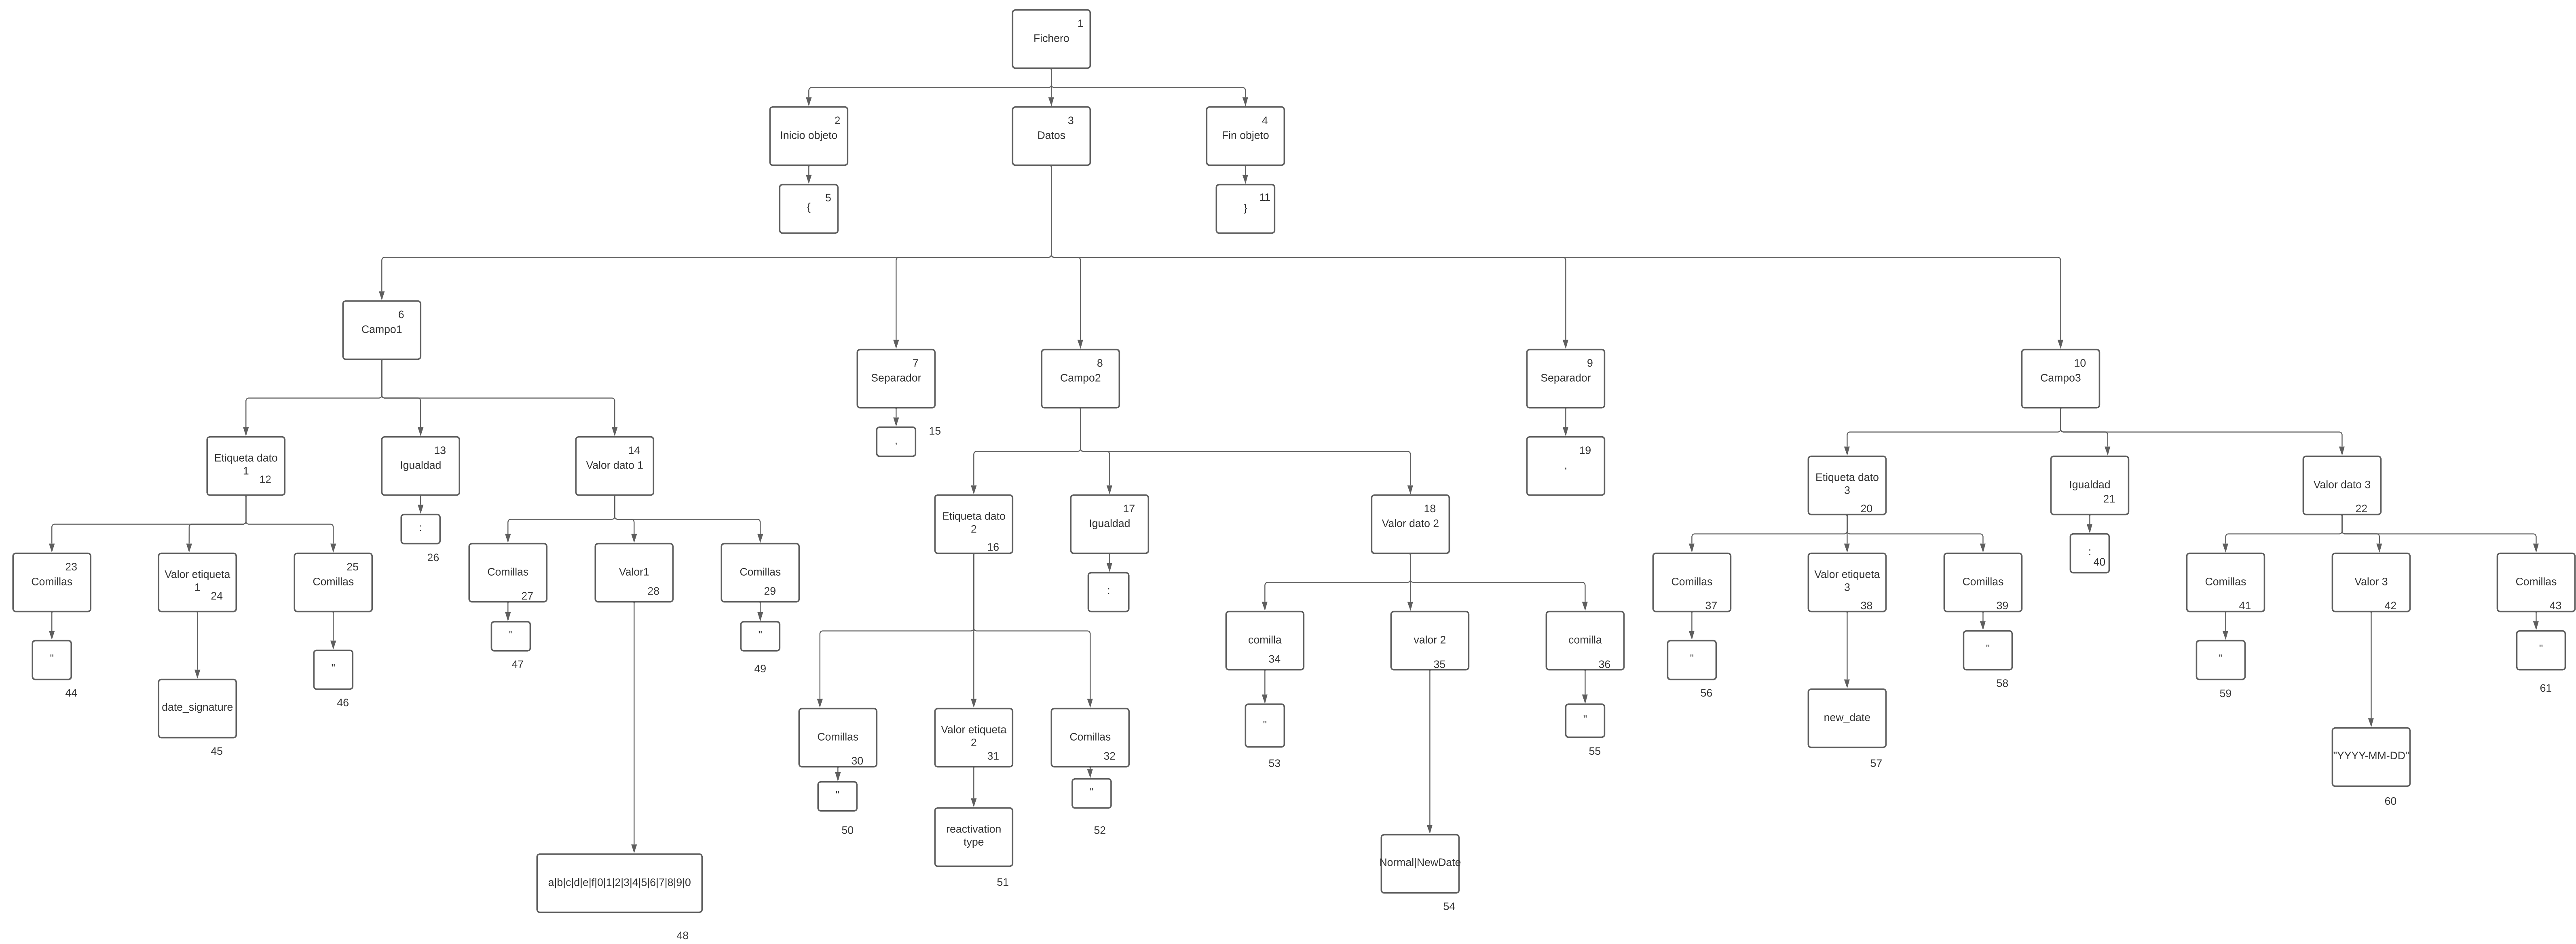 1
Fichero
2
Inicio objeto
3
Datos
4
Fin objeto
5
{
11
}
6
Campo1
7
Separador
8
Campo2
9
Separador
10
Campo3
,
15
19
,
Etiqueta dato
1
12
13
Igualdad
14
Valor dato 1
Etiqueta dato
3
20
Igualdad
21
Valor dato 3
22
Etiqueta dato
2
16
17
Igualdad
18
Valor dato 2
:
26
:
:
40
23
Comillas
Valor etiqueta
1
24
25
Comillas
Comillas
27
Valor1
28
Comillas
29
Comillas
37
Valor etiqueta
3
38
Comillas
39
Comillas
41
Valor 3
42
Comillas
43
comilla
34
valor 2
35
comilla
36
"
44
date_signature
45
"
46
"
47
"
49
Comillas
30
Valor etiqueta
2
31
Comillas
32
"
53
"
55
"
56
new_date
57
"
58
"
59
"YYYY-MM-DD"
60
"
61
"
50
reactivation
type
51
"
52
Normal|NewDate
54
a|b|c|d|e|f|0|1|2|3|4|5|6|7|8|9|0
48